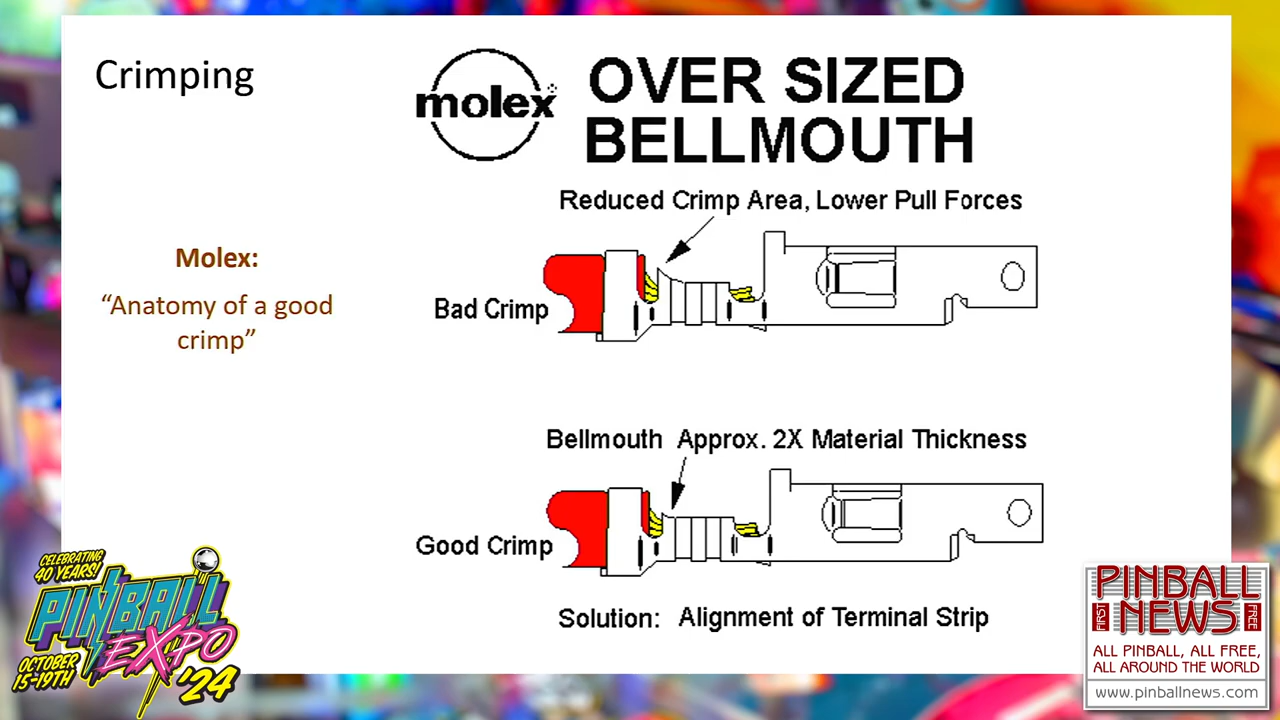 Crimping
molex
OVER SIZED
BELLMOUTH
Reduced Crimp Area, Lower Pull Forces
Molex:
“Anatomy of a good
crimp”
Bad Crimp
Bellmouth Approx. 2X Material Thickness
Good Crimp
Solution: Alignment of Terminal Strip
CELEBRATING
40 YEARS!
PINBALL
EXPO
OCTOBER
15-19TH
'24
PINBALL
FIRST NEWS FREE
ALL PINBALL, ALL FREE,
ALL AROUND THE WORLD
www.pinballnews.com